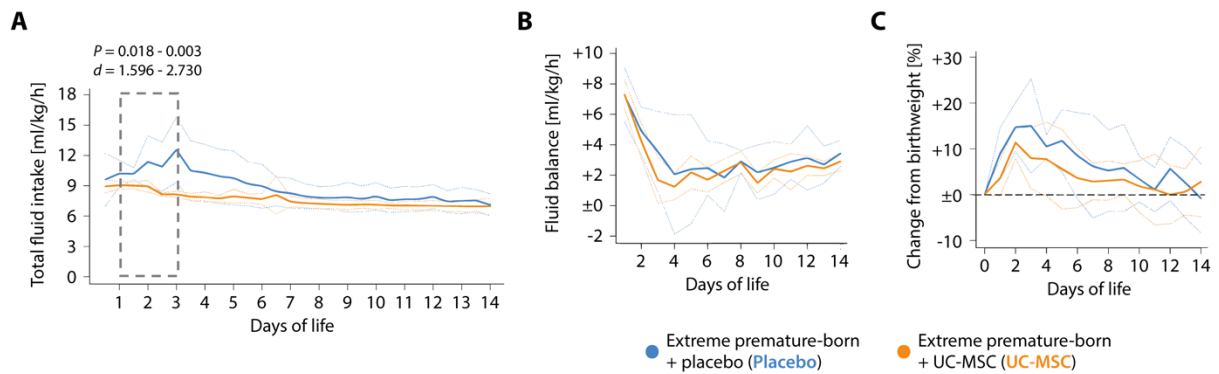 A
P = 0.018 - 0.003
d = 1.596 - 2.730
Total fluid intake [ml/kg/h]
18
15
12
9
6
3
0
1 2 3 4 5 6 7 8 9 10 11 12 13 14
Days of life
B
Fluid balance [ml/kg/h]
+10
+8
+6
+4
+2
±0
-2
2 4 6 8 10 12 14
Days of life
C
Change from birthweight [%]
+30
+20
+10
±0
-10
0 2 4 6 8 10 12 14
Days of life
Extreme premature-born
+ placebo (Placebo)
Extreme premature-born
+ UC-MSC (UC-MSC)